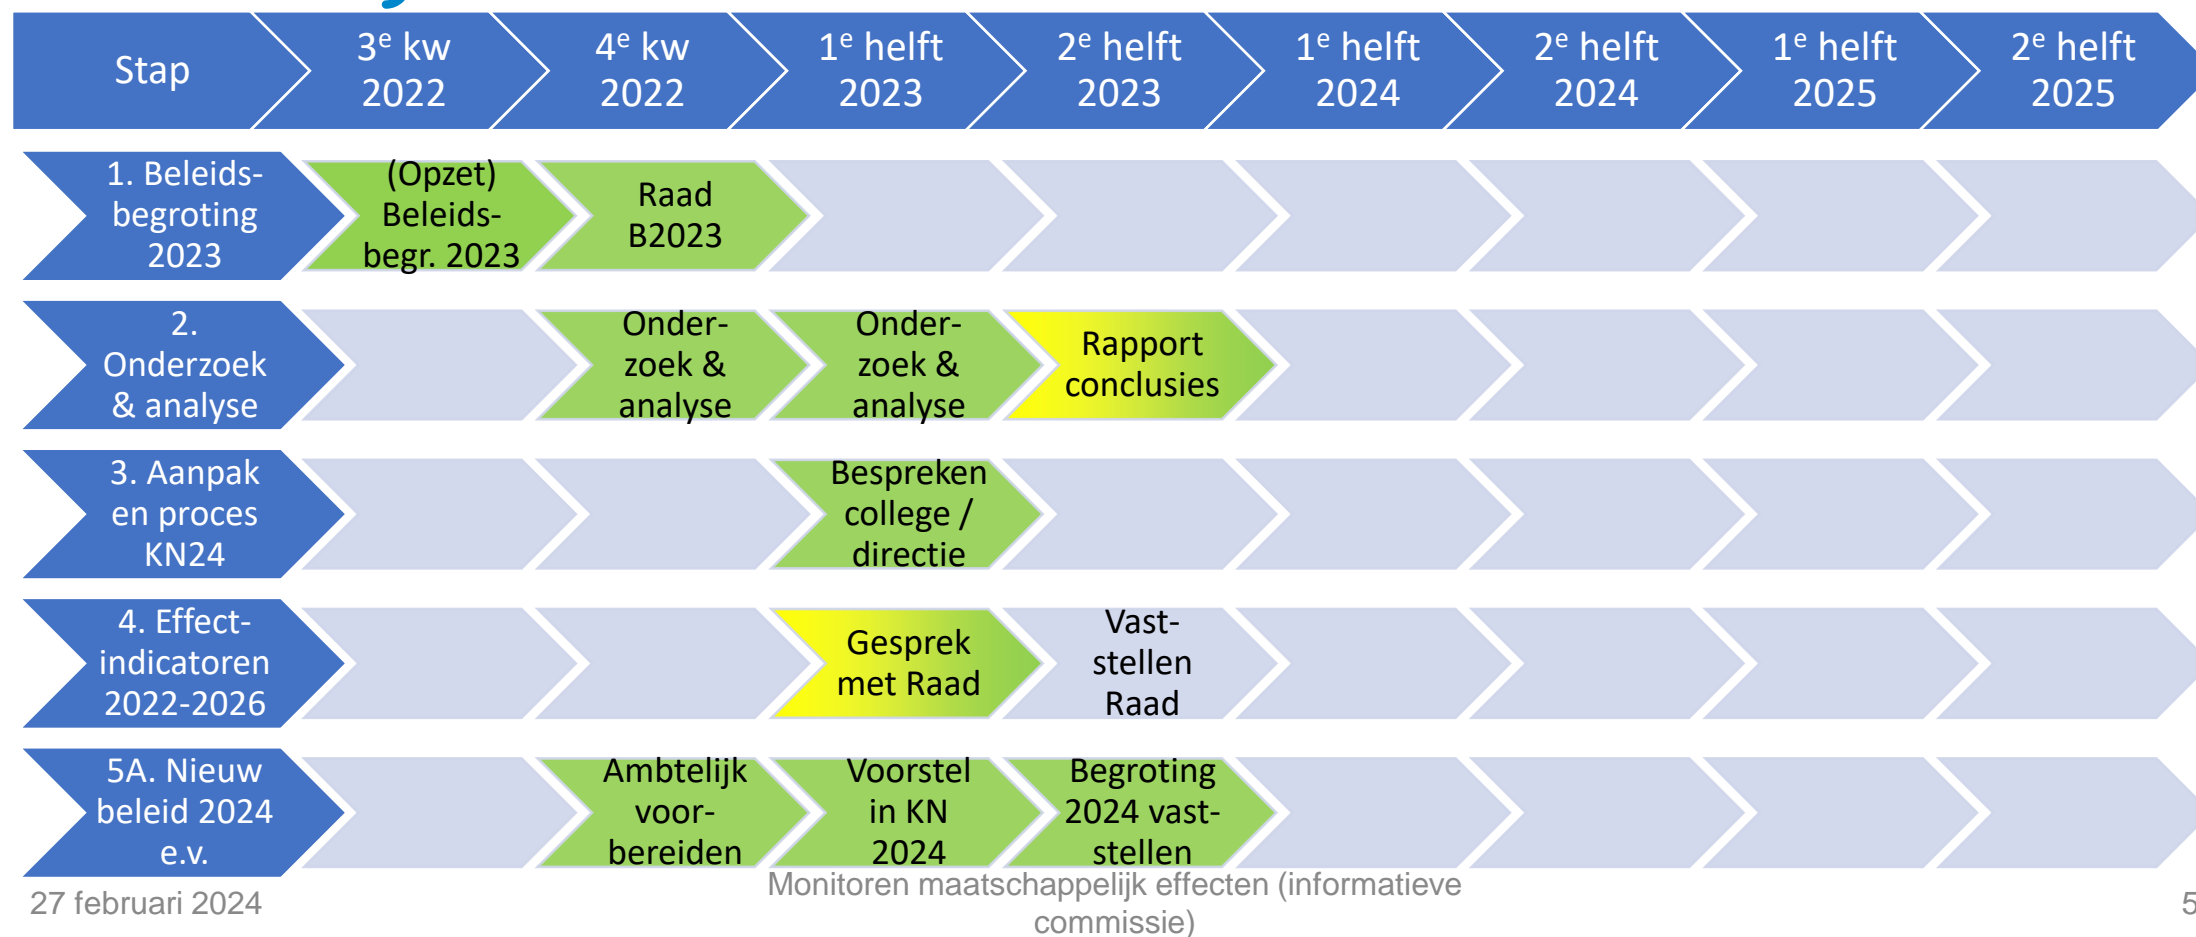 Stap
3e kw
2022
4e kw
2022
1e helft
2023
2e helft
2023
1e helft
2024
2e helft
2024
1e helft
2025
2e helft
2025
1. Beleids-
begroting
2023
(Opzet)
Beleids-
begr. 2023
Raad
B2023
2.
Onderzoek
& analyse
Onder-
zoek &
analyse
Onder-
zoek &
analyse
Rapport
conclusies
3. Aanpak
en proces
KN24
Bespreken
college /
directie
4. Effect-
indicatoren
2022-2026
Gesprek
met Raad
Vast-
stellen
Raad
5A. Nieuw
beleid 2024
e.v.
Ambtelijk
voor-
bereiden
Voorstel
in KN
2024
Begroting
2024 vast-
stellen
27 februari 2024
Monitoren maatschappelijk effecten (informatieve
commissie)
5